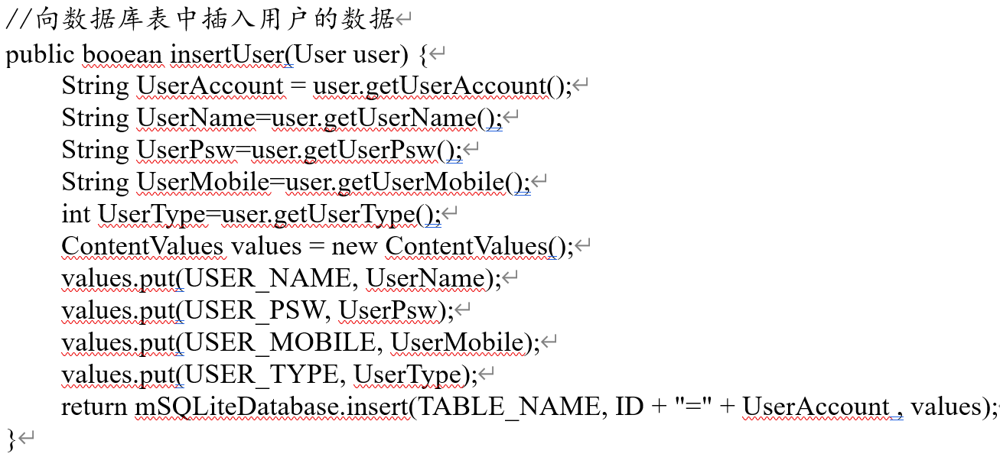 //向数据库表中插入用户的数据↵
public booean insertUser(User user) {↵
String UserAccount = user.getUserAccount();↵
String UserName=user.getUserName();↵
String UserPsw=user.getUserPsw();↵
String UserMobile=user.getUserMobile();↵
int UserType=user.getUserType();↵
ContentValues values = new ContentValues();↵
values.put(USER_NAME, UserName);↵
values.put(USER_PSW, UserPsw);↵
values.put(USER_MOBILE, UserMobile);↵
values.put(USER_TYPE, UserType);↵
return mSQLiteDatabase.insert(TABLE_NAME, ID + "=" + UserAccount , values);
}↵